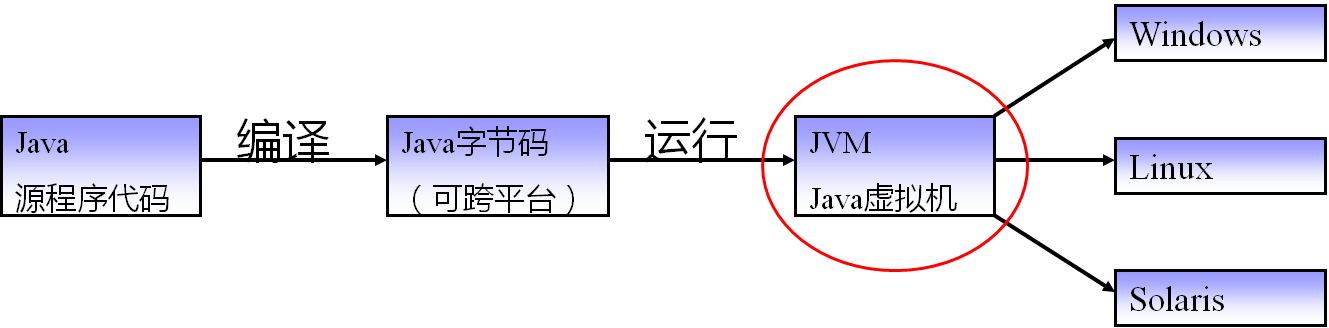 Java
源程序代码
编译
Java字节码
（可跨平台）
运行
JVM
Java虚拟机
Windows
Linux
Solaris